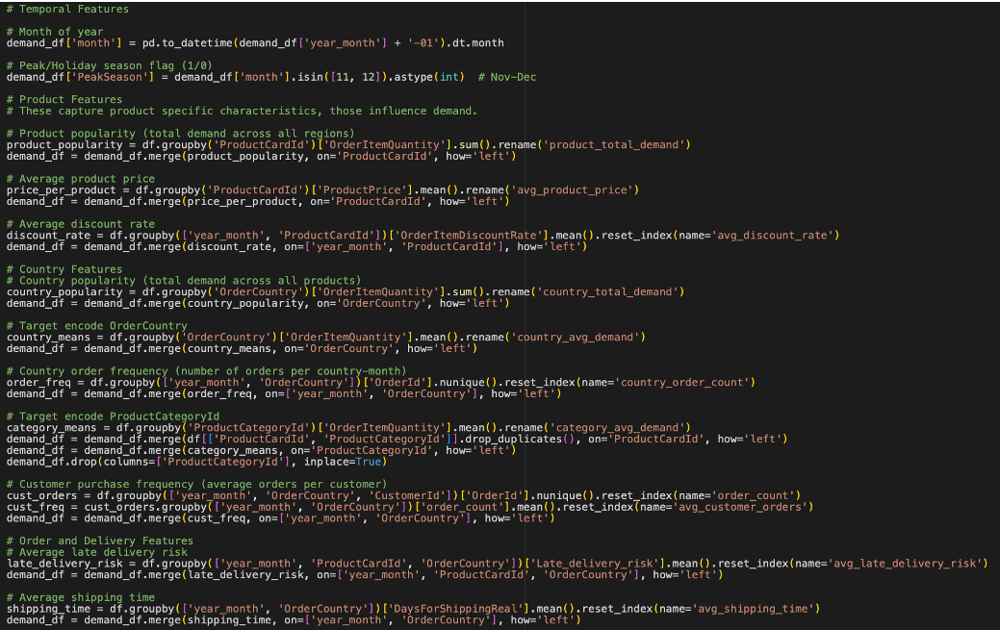 # Temporal Features
# Month of year
demand_df['month'] = pd.to_datetime(demand_df['year_month'] + '-01').dt.month
# Peak/Holiday season flag (1/0)
demand_df['PeakSeason'] = demand_df['month'].isin([11, 12]).astype(int)  # Nov-Dec
# Product Features
# These capture product specific characteristics, those influence demand.
# Product popularity (total demand across all regions)
product_popularity = df.groupby('ProductCardId')['OrderItemQuantity'].sum().rename('product_total_demand')
demand_df = demand_df.merge(product_popularity, on='ProductCardId', how='left')
# Average product price
price_per_product = df.groupby('ProductCardId')['ProductPrice'].mean().rename('avg_product_price')
demand_df = demand_df.merge(price_per_product, on='ProductCardId', how='left')
# Average discount rate
discount_rate = df.groupby(['year_month', 'ProductCardId'])['OrderItemDiscountRate'].mean().reset_index(name='avg_discount_rate')
demand_df = demand_df.merge(discount_rate, on=['year_month', 'ProductCardId'], how='left')
# Country Features
# Country popularity (total demand across all products)
country_popularity = df.groupby('OrderCountry')['OrderItemQuantity'].sum().rename('country_total_demand')
demand_df = demand_df.merge(country_popularity, on='OrderCountry', how='left')
# Target encode OrderCountry
country_means = df.groupby('OrderCountry')['OrderItemQuantity'].mean().rename('country_avg_demand')
demand_df = demand_df.merge(country_means, on='OrderCountry', how='left')
# Country order frequency (number of orders per country-month)
order_freq = df.groupby(['year_month', 'OrderCountry'])['OrderId'].nunique().reset_index(name='country_order_count')
demand_df = demand_df.merge(order_freq, on=['year_month', 'OrderCountry'], how='left')
# Target encode ProductCategoryId
category_means = df.groupby('ProductCategoryId')['OrderItemQuantity'].mean().rename('category_avg_demand')
demand_df = demand_df.merge(df[['ProductCardId', 'ProductCategoryId']].drop_duplicates(), on='ProductCardId', how='left')
demand_df = demand_df.merge(category_means, on='ProductCategoryId', how='left')
demand_df.drop(columns=['ProductCategoryId'], inplace=True)
# Customer purchase frequency (average orders per customer)
cust_orders = df.groupby(['year_month', 'OrderCountry', 'CustomerId'])['OrderId'].nunique().reset_index(name='order_count')
cust_freq = cust_orders.groupby(['year_month', 'OrderCountry'])['order_count'].mean().reset_index(name='avg_customer_orders')
demand_df = demand_df.merge(cust_freq, on=['year_month', 'OrderCountry'], how='left')
# Order and Delivery Features
# Average late delivery risk
late_delivery_risk = df.groupby(['year_month', 'ProductCardId', 'OrderCountry'])['Late_delivery_risk'].mean().reset_index(name='avg_late_delivery_risk')
demand_df = demand_df.merge(late_delivery_risk, on=['year_month', 'ProductCardId', 'OrderCountry'], how='left')
# Average shipping time
shipping_time = df.groupby(['year_month', 'OrderCountry'])['DaysForShippingReal'].mean().reset_index(name='avg_shipping_time')
demand_df = demand_df.merge(shipping_time, on=['year_month', 'OrderCountry'], how='left')